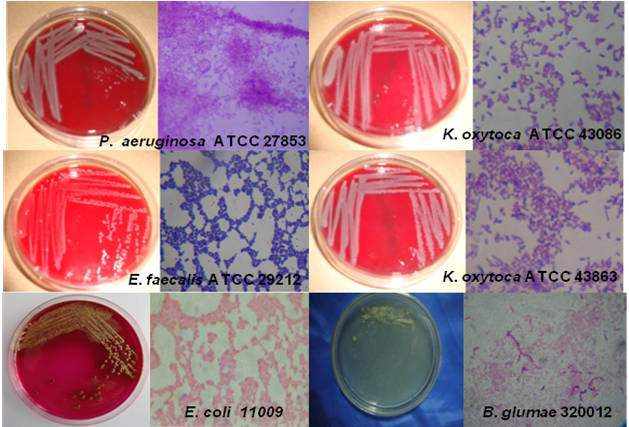 P. aeruginosa ATCC 27853
K. oxytoca ATCC 43086
E. faecalis ATCC 29212
K. oxytoca ATCC 43863
E. coli 11009
B. glumae 320012